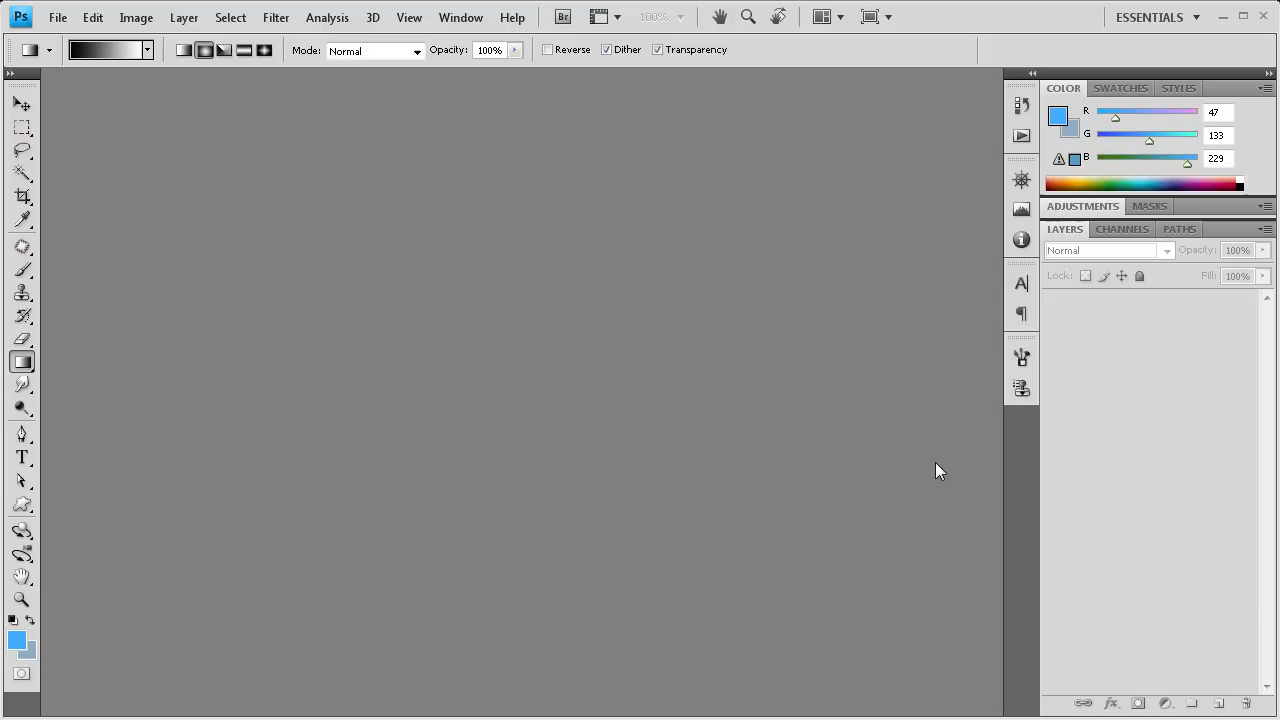 Ps File Edit Image Layer Select Filter Analysis 3D View Window Help Br 100% ESSENTIALS
Mode: Normal Opacity: 100% Reverse Dither Transparency
COLOR SWATCHES STYLES
R 47
G 133
B 229
ADJUSTMENTS MASKS
LAYERS CHANNELS PATHS
Normal Opacity: 100%
Lock: Fill: 100%
A
T
fx